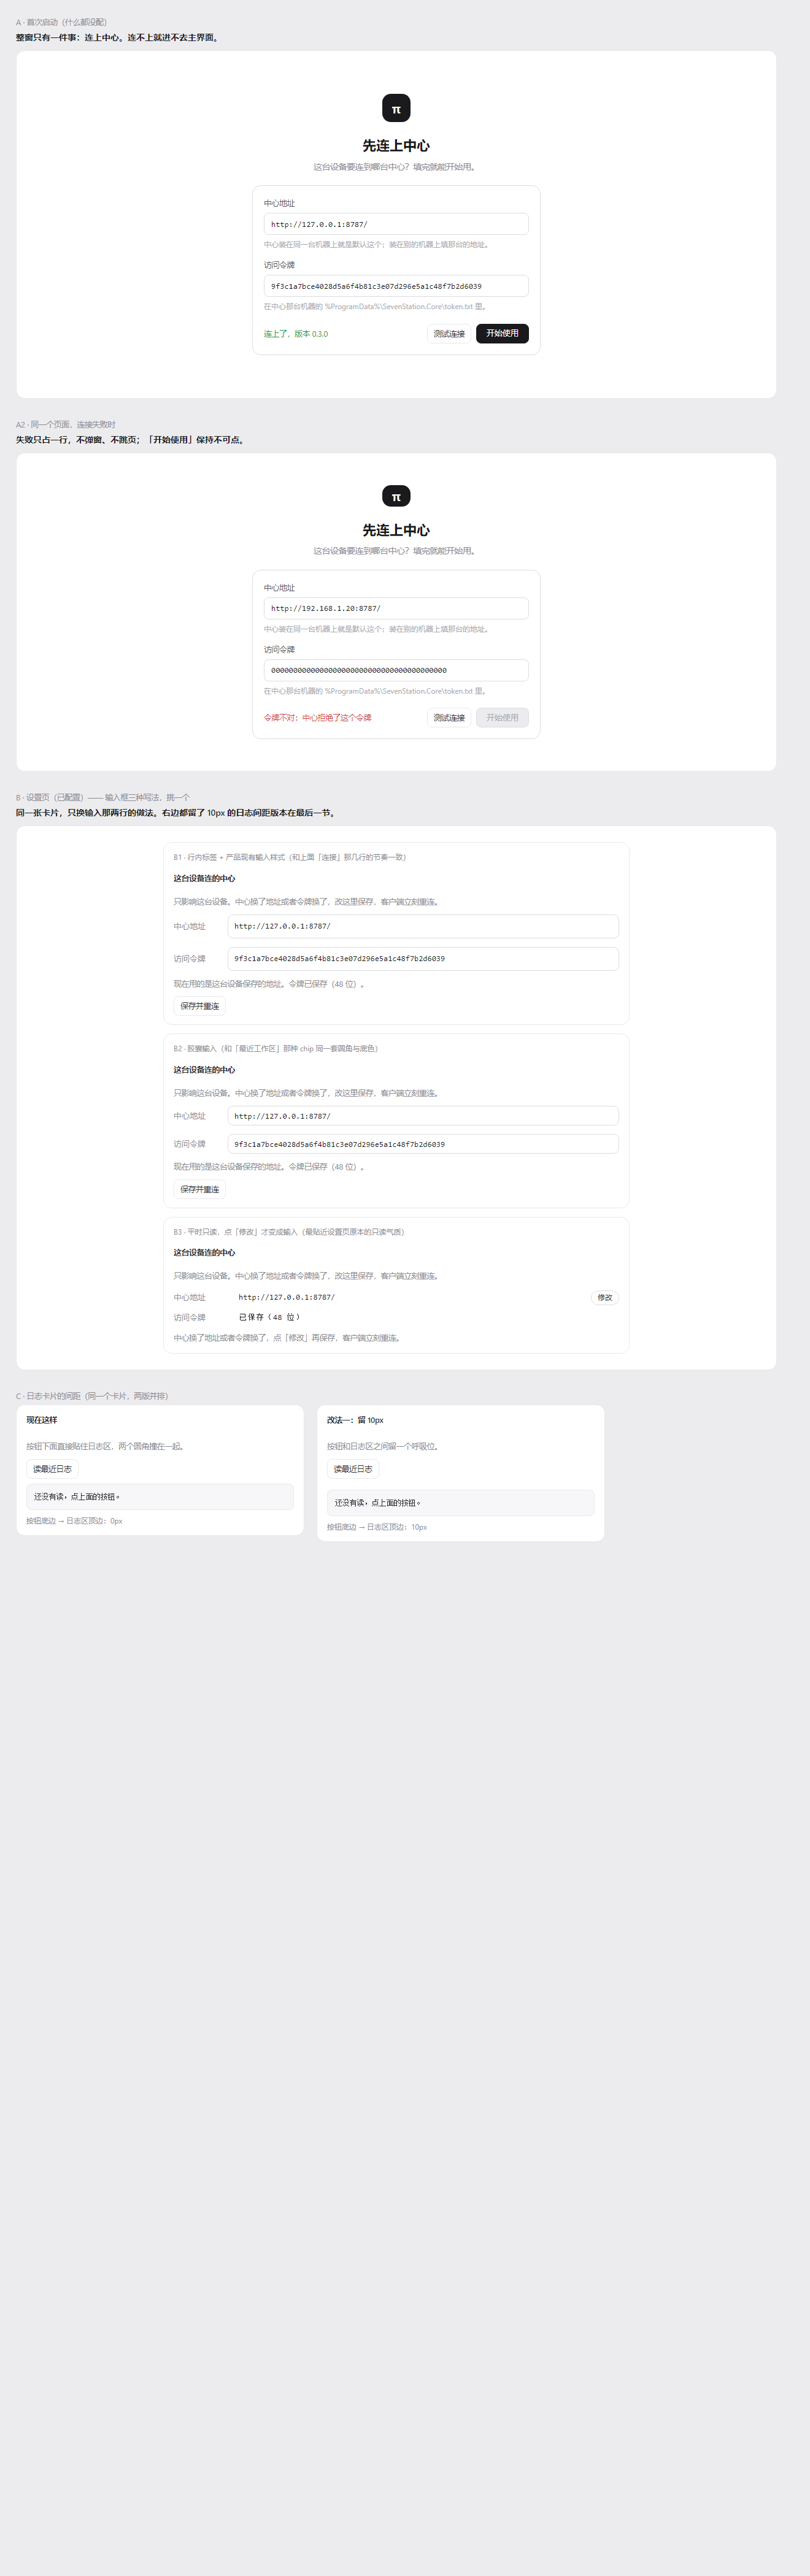 A · 首次启动（什么都没配）
整窗只有一件事：连上中心。连不上就进不去主界面。
π
先连上中心
这台设备要连到哪台中心？填完就能开始用。
中心地址
http://127.0.0.1:8787/
中心装在同一台机器上就是默认这个；装在别的机器上填那台的地址。
访问令牌
9f3c1a7bce4028d5a6f4b81c3e07d296e5a1c48f7b2d6039
在中心那台机器的 %ProgramData%\SevenStation.Core\token.txt 里。
连上了，版本 0.3.0
测试连接
开始使用
A2 · 同一个页面，连接失败时
失败只占一行，不弹窗、不跳页；「开始使用」保持不可点。
π
先连上中心
这台设备要连到哪台中心？填完就能开始用。
中心地址
http://192.168.1.20:8787/
中心装在同一台机器上就是默认这个；装在别的机器上填那台的地址。
访问令牌
在中心那台机器的 %ProgramData%\SevenStation.Core\token.txt 里。
令牌不对：中心拒绝了这个令牌
测试连接
开始使用
B · 设置页（已配置）—— 输入框三种写法，挑一个
同一张卡片，只换输入那两行的做法。右边都留了 10px 的日志间距版本在最后一节。
B1 · 行内标签 + 产品现有输入样式（和上面「连接」那几行的节奏一致）
这台设备连的中心
只影响这台设备。中心换了地址或者令牌换了，改这里保存，客户端立刻重连。
中心地址
http://127.0.0.1:8787/
访问令牌
9f3c1a7bce4028d5a6f4b81c3e07d296e5a1c48f7b2d6039
现在用的是这台设备保存的地址。令牌已保存（48 位）。
保存并重连
B2 · 胶囊输入（和「最近工作区」那种 chip 同一套圆角与底色）
这台设备连的中心
只影响这台设备。中心换了地址或者令牌换了，改这里保存，客户端立刻重连。
中心地址
http://127.0.0.1:8787/
访问令牌
9f3c1a7bce4028d5a6f4b81c3e07d296e5a1c48f7b2d6039
现在用的是这台设备保存的地址。令牌已保存（48 位）。
保存并重连
B3 · 平时只读，点「修改」才变成输入（最贴近设置页原本的只读气质）
这台设备连的中心
只影响这台设备。中心换了地址或者令牌换了，改这里保存，客户端立刻重连。
中心地址
http://127.0.0.1:8787/
修改
访问令牌
已保存（48 位）
中心换了地址或者令牌换了，点「修改」再保存，客户端立刻重连。
C · 日志卡片的间距（同一个卡片，两版并排）
现在这样
按钮下面直接贴住日志区，两个圆角撞在一起。
读最近日志
还没有读，点上面的按钮。
按钮底边 → 日志区顶边：0px
改法一：留 10px
按钮和日志区之间留一个呼吸位。
读最近日志
还没有读，点上面的按钮。
按钮底边 → 日志区顶边：10px